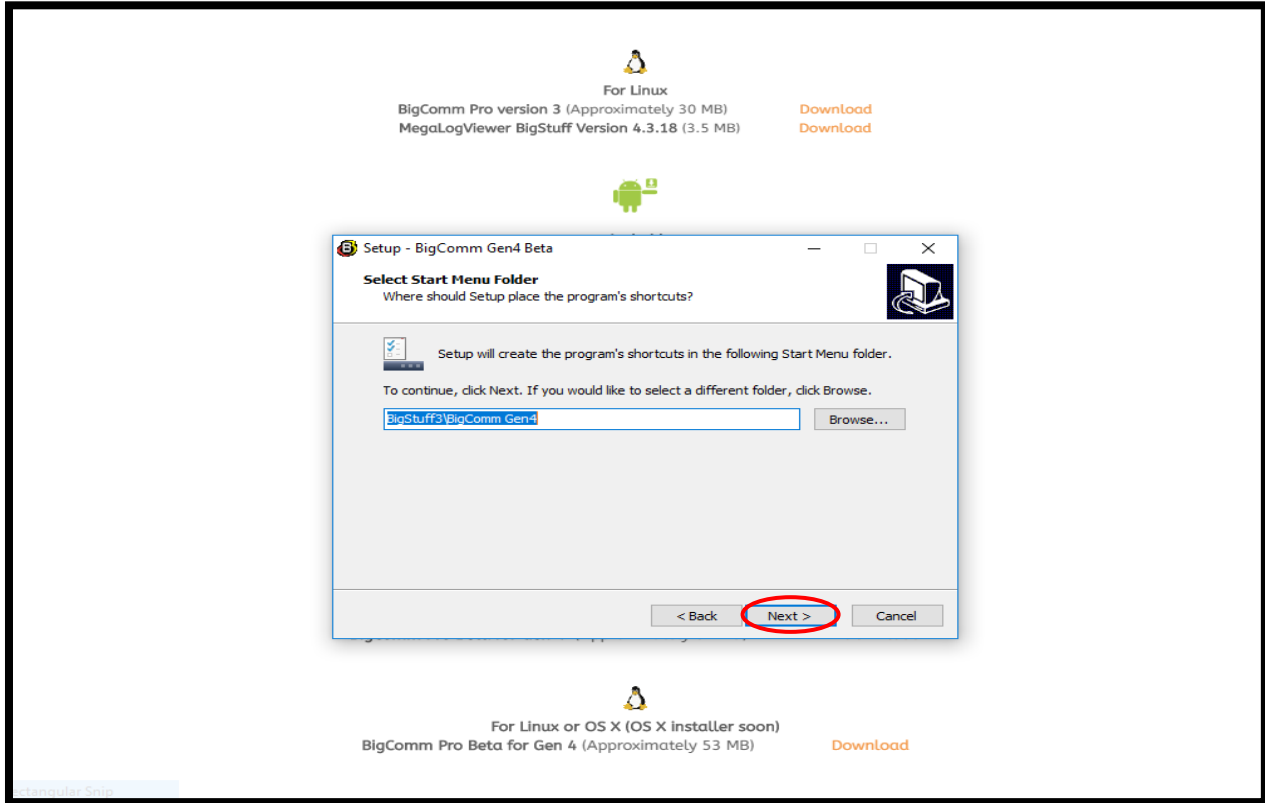 For Linux
BigComm Pro version 3 (Approximately 30 MB) Download
MegaLogViewer BigStuff Version 4.3.18 (3.5 MB) Download
Setup - BigComm Gen4 Beta
Select Start Menu Folder
Where should Setup place the program's shortcuts?
Setup will create the program's shortcuts in the following Start Menu folder.
To continue, click Next. If you would like to select a different folder, click Browse.
BigStuff3\BigComm Gen4 Browse...
< Back Next > Cancel
For Linux or OS X (OS X installer soon)
BigComm Pro Beta for Gen 4 (Approximately 53 MB) Download
ectangular Snip